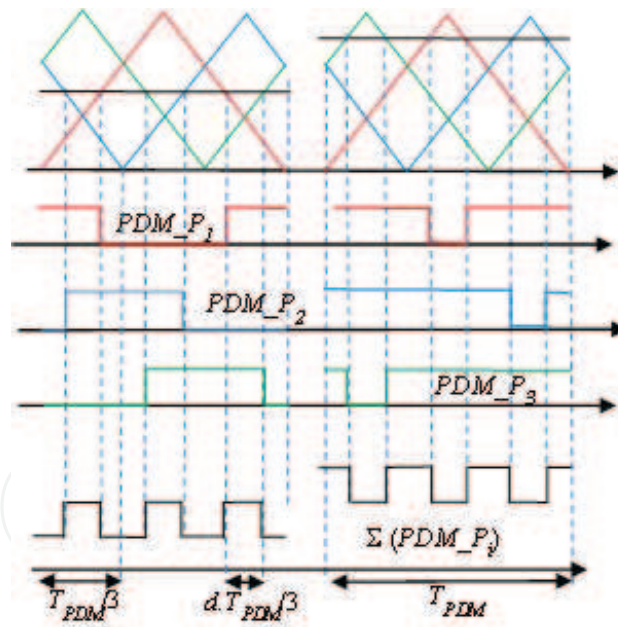 PDM_P1
PDM_P2
PDM_P3
Σ (PDM_Pi)
TPDM/3
d.TPDM/3
TPDM